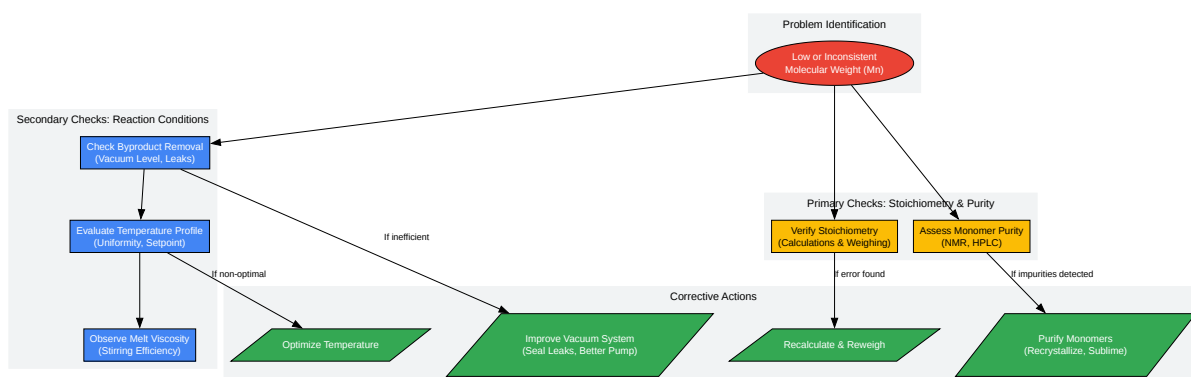 Problem Identification
Low or Inconsistent
Molecular Weight (Mn)
Secondary Checks: Reaction Conditions
Check Byproduct Removal
(Vacuum Level, Leaks)
Primary Checks: Stoichiometry & Purity
Evaluate Temperature Profile
(Uniformity, Setpoint)
If inefficient
Verify Stoichiometry
(Calculations & Weighing)
Assess Monomer Purity
(NMR, HPLC)
If non-optimal
If error found
If impurities detected
Corrective Actions
Observe Melt Viscosity
(Stirring Efficiency)
Optimize Temperature
Improve Vacuum System
(Seal Leaks, Better Pump)
Recalculate & Reweigh
Purify Monomers
(Recrystallize, Sublime)